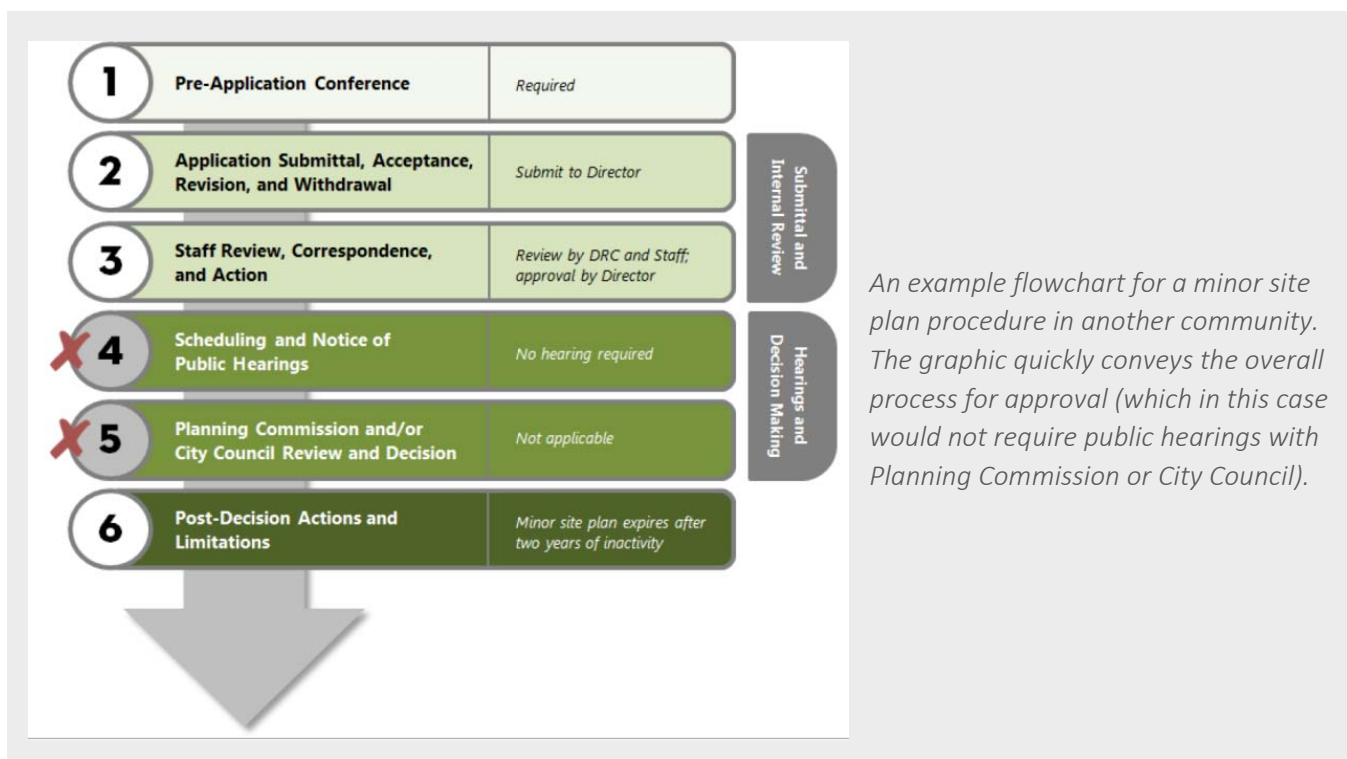 1
Pre-Application Conference
Required
2
Application Submittal, Acceptance,
Revision, and Withdrawal
Submit to Director
3
Staff Review, Correspondence,
and Action
Review by DRC and Staff;
approval by Director
Submittal and
Internal Review
4
Scheduling and Notice of
Public Hearings
No hearing required
5
Planning Commission and/or
City Council Review and Decision
Not applicable
Hearings and
Decision Making
6
Post-Decision Actions and
Limitations
Minor site plan expires after
two years of inactivity
An example flowchart for a minor site
plan procedure in another community.
The graphic quickly conveys the overall
process for approval (which in this case
would not require public hearings with
Planning Commission or City Council).